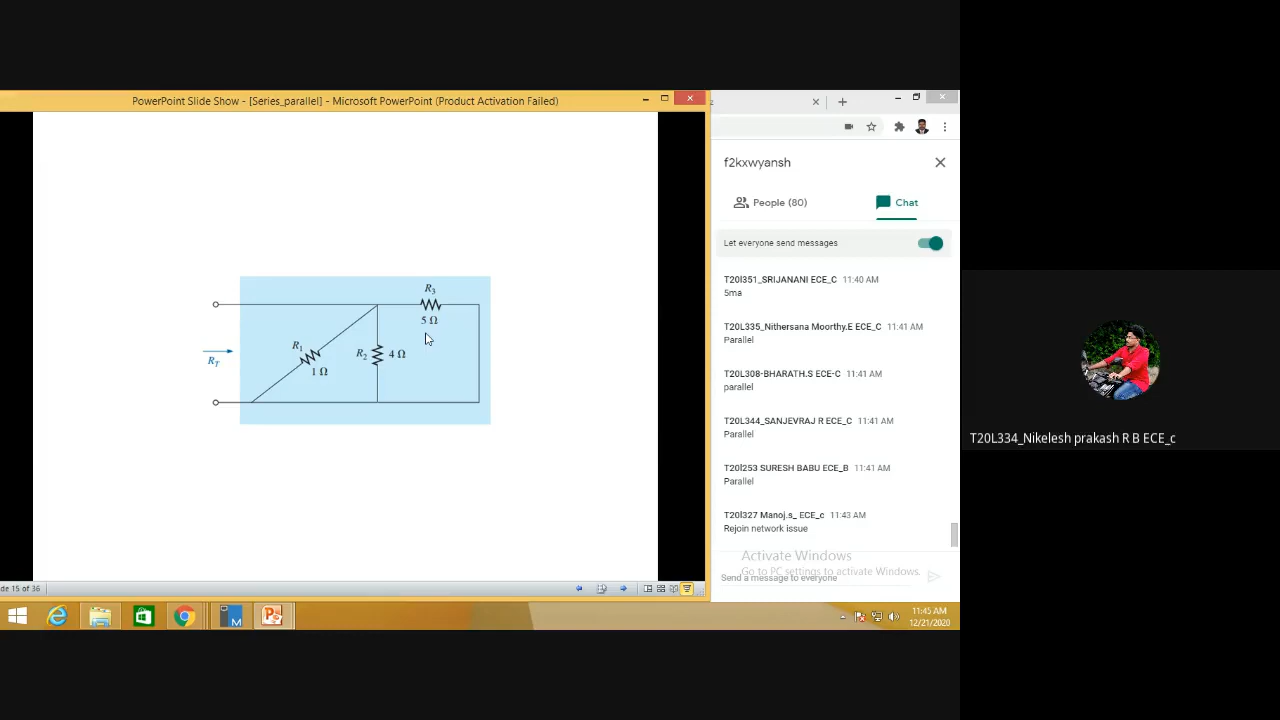 PowerPoint Slide Show - [Series_parallel] - Microsoft PowerPoint (Product Activation Failed)
R3
5 Ω
R1
1 Ω
R2
4 Ω
RT
f2kxwyansh
People (80)
Chat
Let everyone send messages
T20l351_SRIJANANI ECE_C 11:40 AM
5ma
T20L335_Nithersana Moorthy.E ECE_C 11:41 AM
Parallel
T20L308-BHARATH.S ECE-C 11:41 AM
parallel
T20L344_SANJEVRAJ R ECE_C 11:41 AM
Parallel
T20l253 SURESH BABU ECE_B 11:41 AM
Parallel
T20l327 Manoj.s_ ECE_c 11:43 AM
Rejoin network issue
Activate Windows
Go to PC settings to activate Windows.
Send a message to everyone
T20L334_Nikelesh prakash R B ECE_c
de 15 of 36
M
11:45 AM
12/21/2020